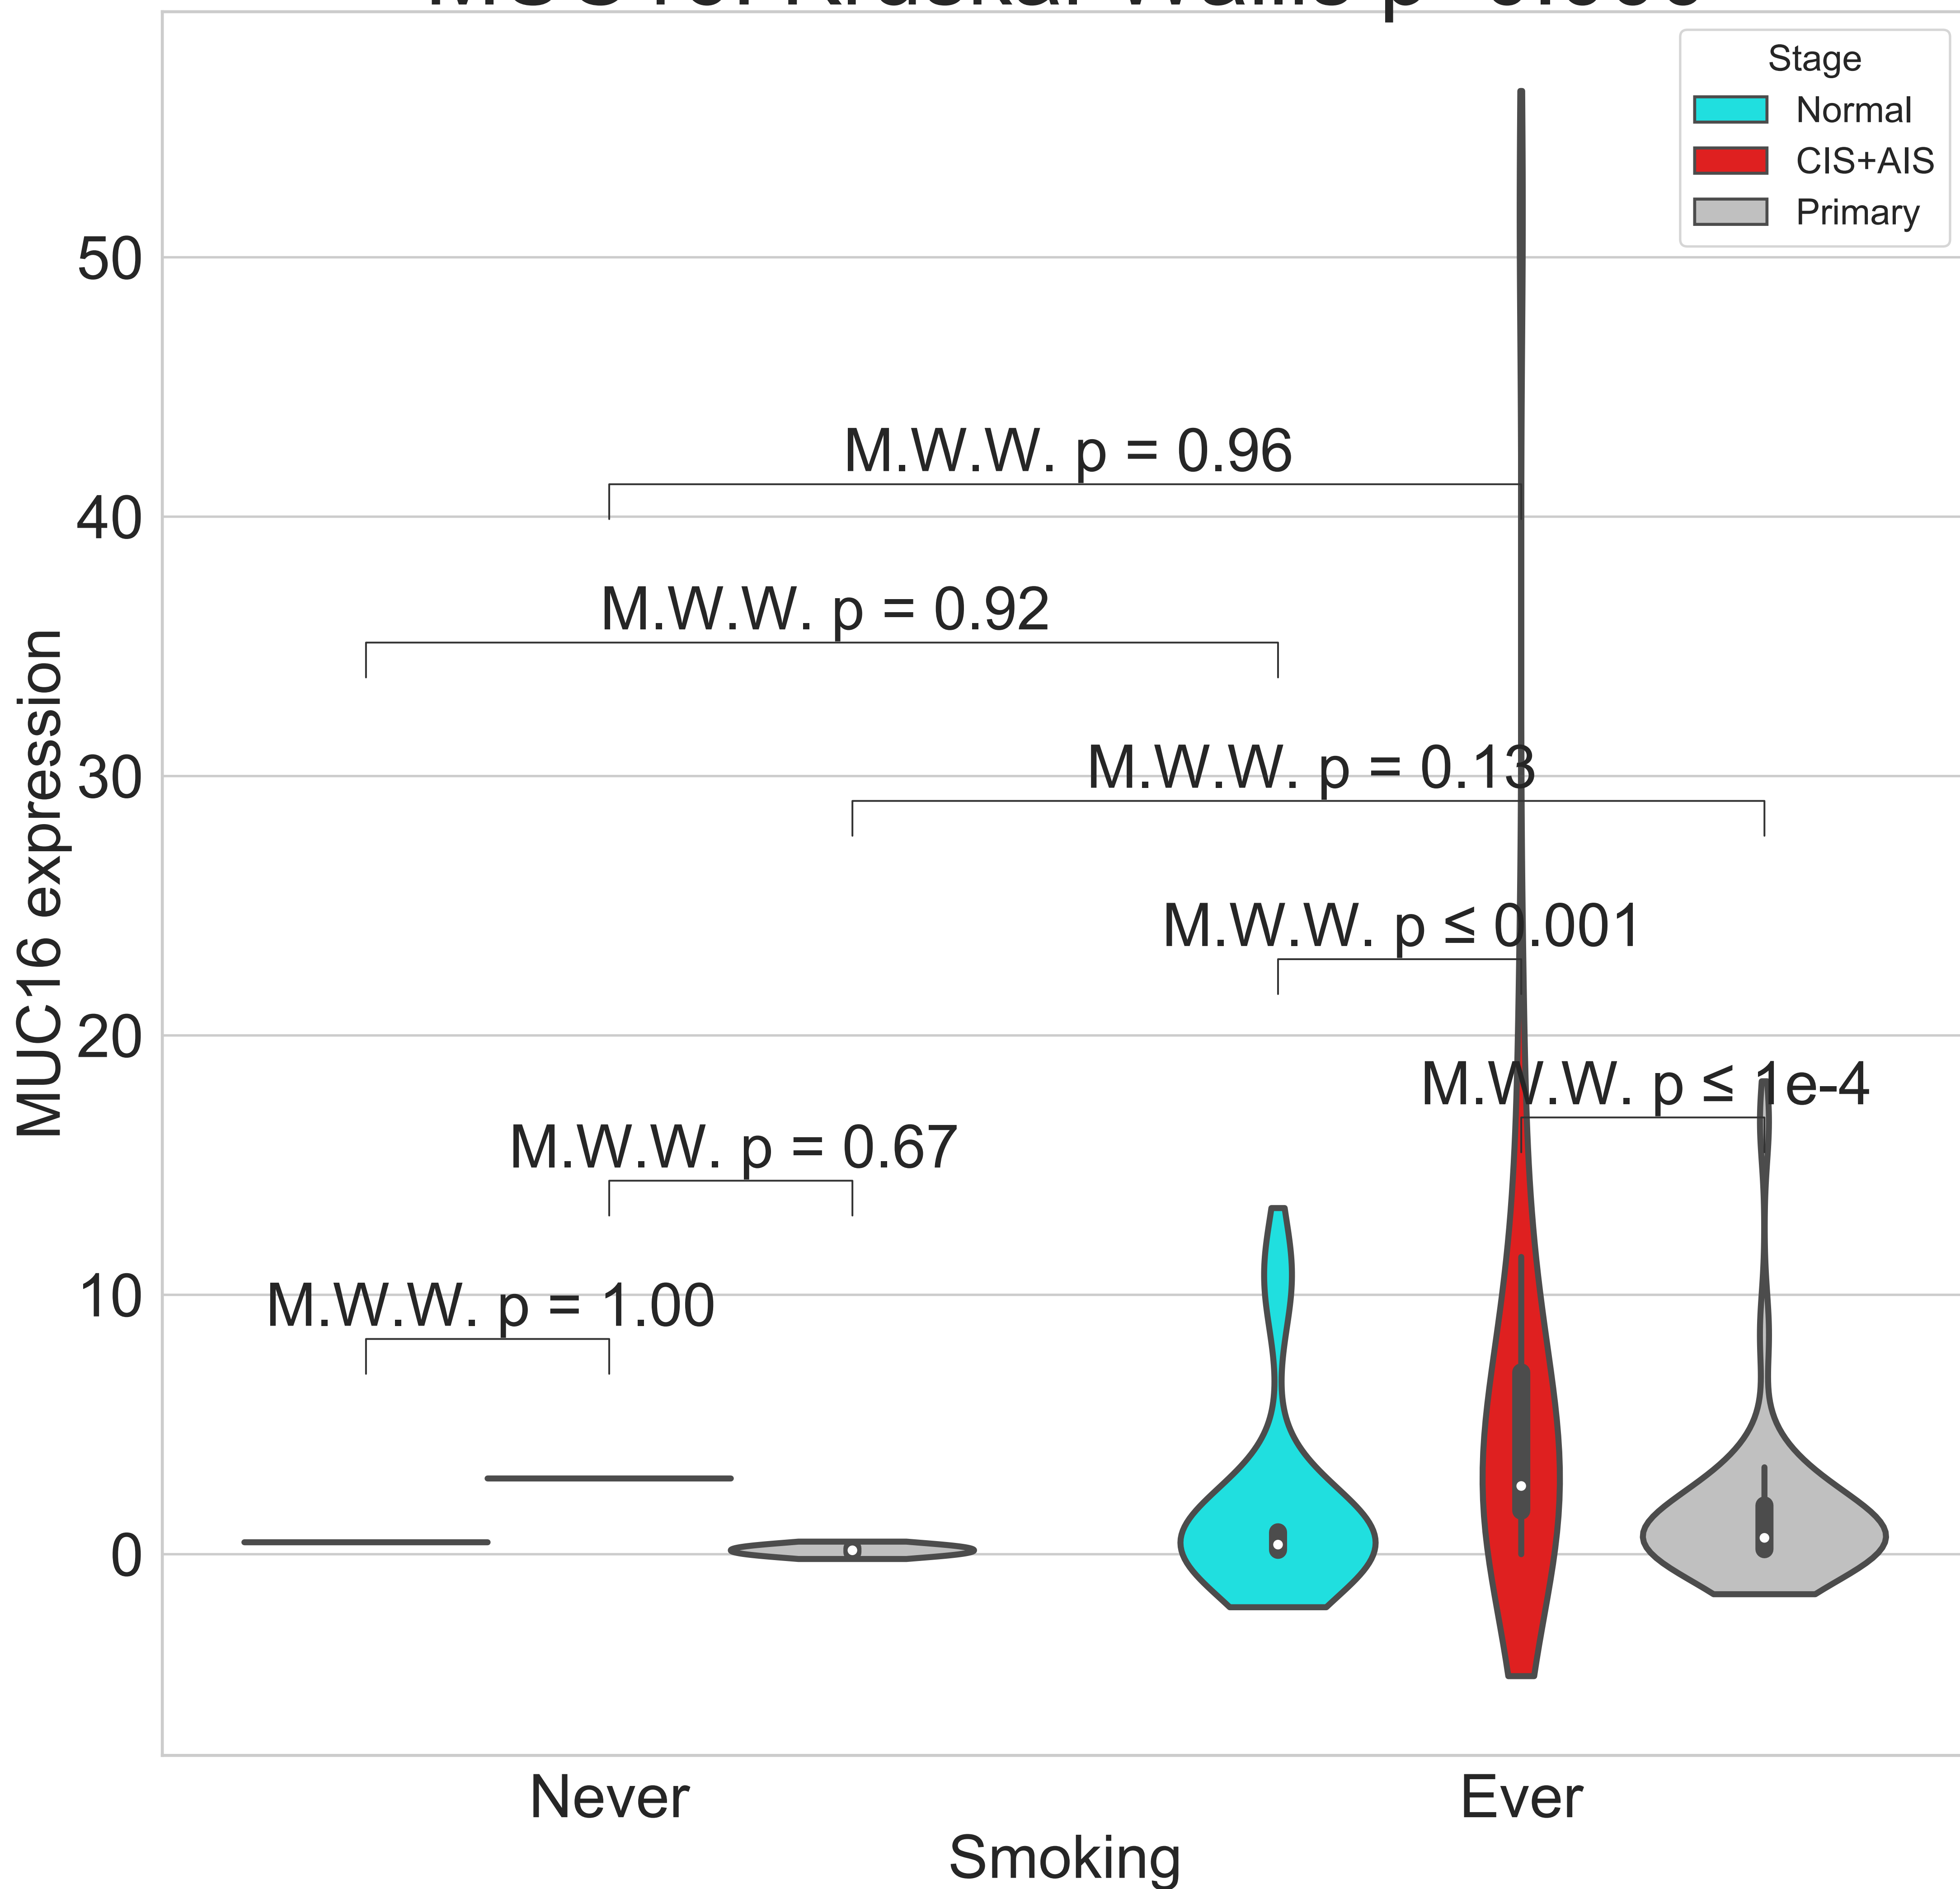 Stage
Normal
CIS+AIS
Primary
50
40
30
20
10
0
MUC16 expression
M.W.W. p = 0.96
M.W.W. p = 0.92
M.W.W. p = 0.13
M.W.W. p ≤ 0.001
M.W.W. p ≤ 1e-4
M.W.W. p = 0.67
M.W.W. p = 1.00
Never
Ever
Smoking